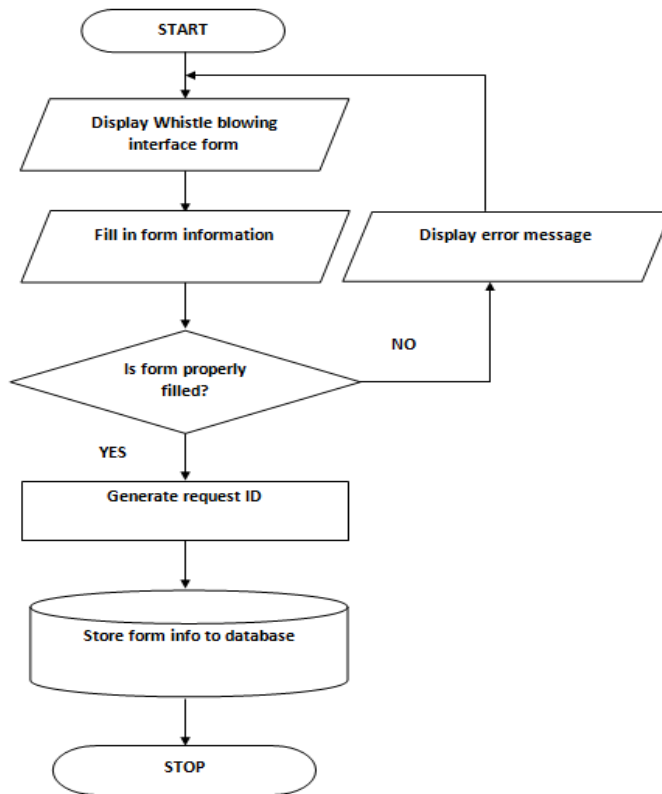 START
Display Whistle blowing
interface form
Fill in form information
Display error message
NO
Is form properly
filled?
YES
Generate request ID
Store form info to database
STOP